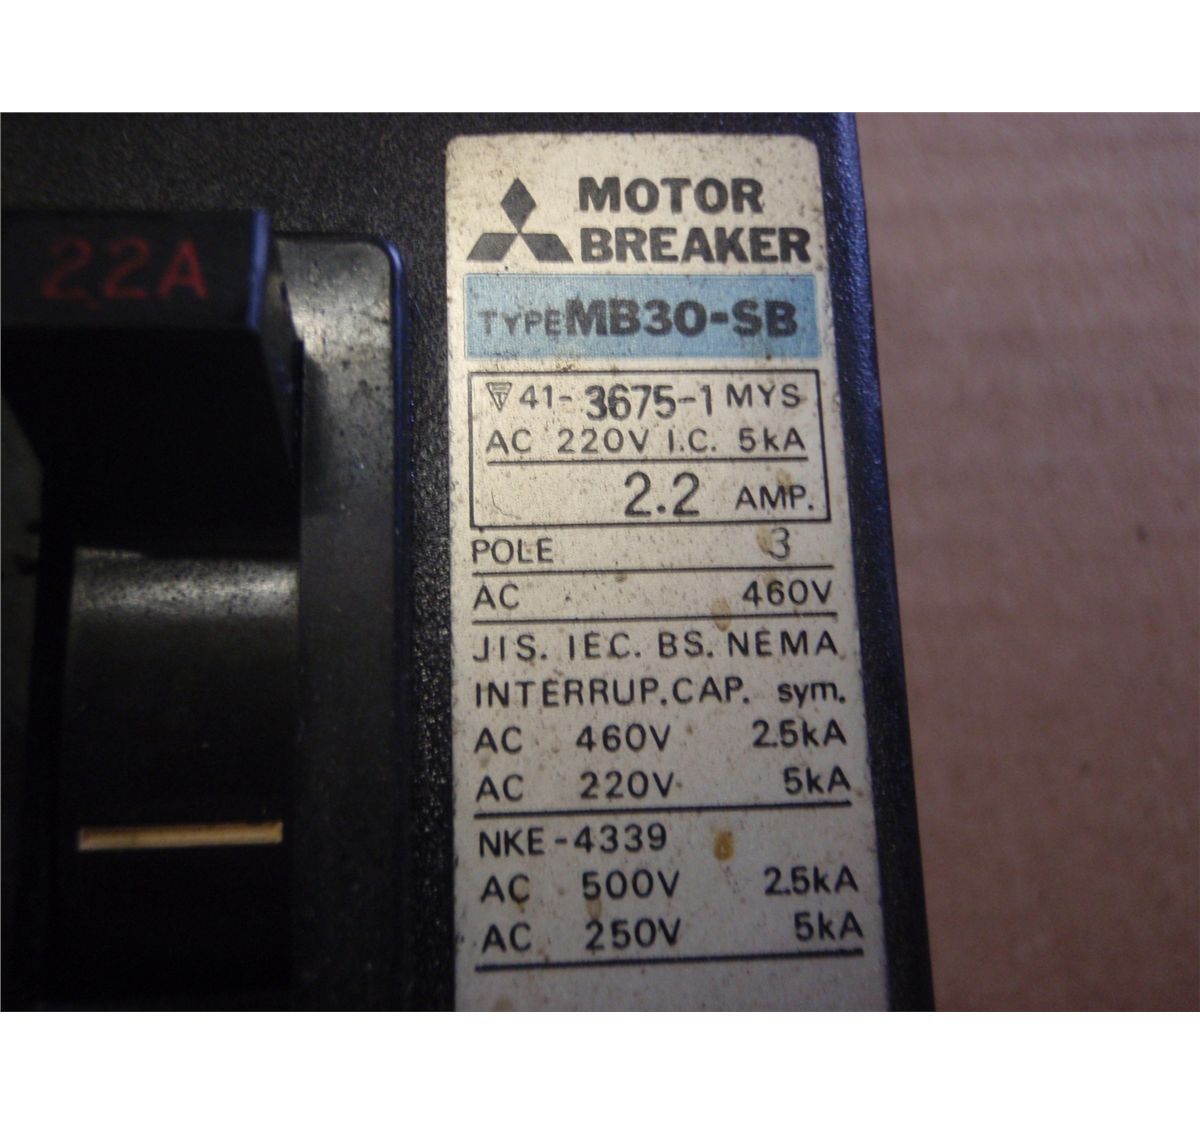 2.2A
MOTOR
BREAKER
TYPE MB30-SB
41-3675-1 MYS
AC 220V I.C. 5kA
2.2 AMP.
POLE 3
AC 460V
JIS. IEC. BS. NEMA
INTERRUP.CAP. sym.
AC 460V 2.5kA
AC 220V 5kA
NKE-4339
AC 500V 2.5kA
AC 250V 5kA